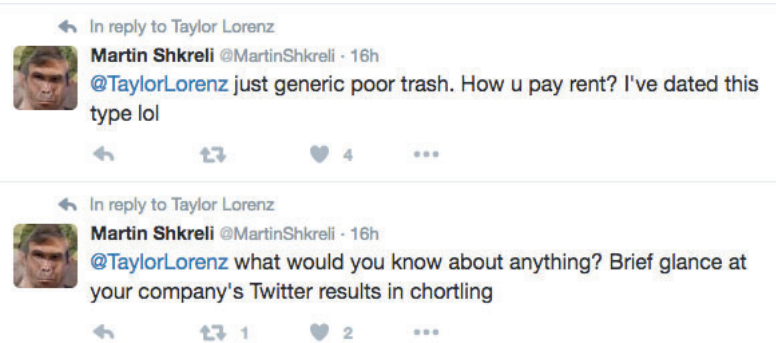 In reply to Taylor Lorenz
Martin Shkreli @MartinShkreli · 16h
@TaylorLorenz just generic poor trash. How u pay rent? I've dated this
type lol
4
In reply to Taylor Lorenz
Martin Shkreli @MartinShkreli · 16h
@TaylorLorenz what would you know about anything? Brief glance at
your company's Twitter results in chortling
1 2